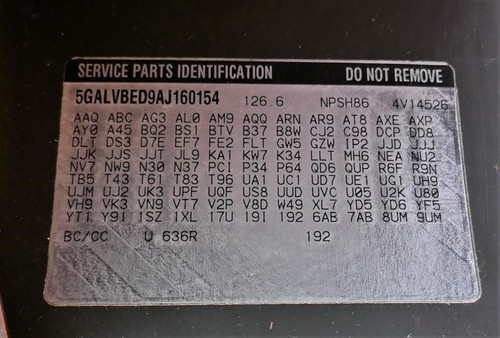 SERVICE PARTS IDENTIFICATION DO NOT REMOVE
5GALVBED9AJ160154 126.6 NPSH86 4V14526
AAQ ABC AG3 AL0 AM9 AQQ ARN AR9 AT8 AXE AXP
AY0 A45 BQ2 BS1 BTV B37 B8W CJ2 C98 DCP DD8
DLT DS3 D7E EF7 FE2 FLT GW5 GZW IP2 JJD JJJ
JJK JJS JJT JL9 KA1 KW7 K34 LLT MH6 NEA NU2
NV7 NW9 N30 N37 PCI P34 P64 QD6 QUP R6F R9N
TB5 T43 T61 T83 T96 UA1 UC1 UD7 UE UG1 UH9
UJM UJ2 UK3 UPF UQF US8 UUD UVC U05 U2K U80
VH9 VK3 VN9 VT7 V2P V8D W49 XL7 YD5 YD6 YF5
YT1 Y91 1SZ 1XL 17U 19I 192 6AB 7AB 8UM 9UM
BC/CC U 636R 192